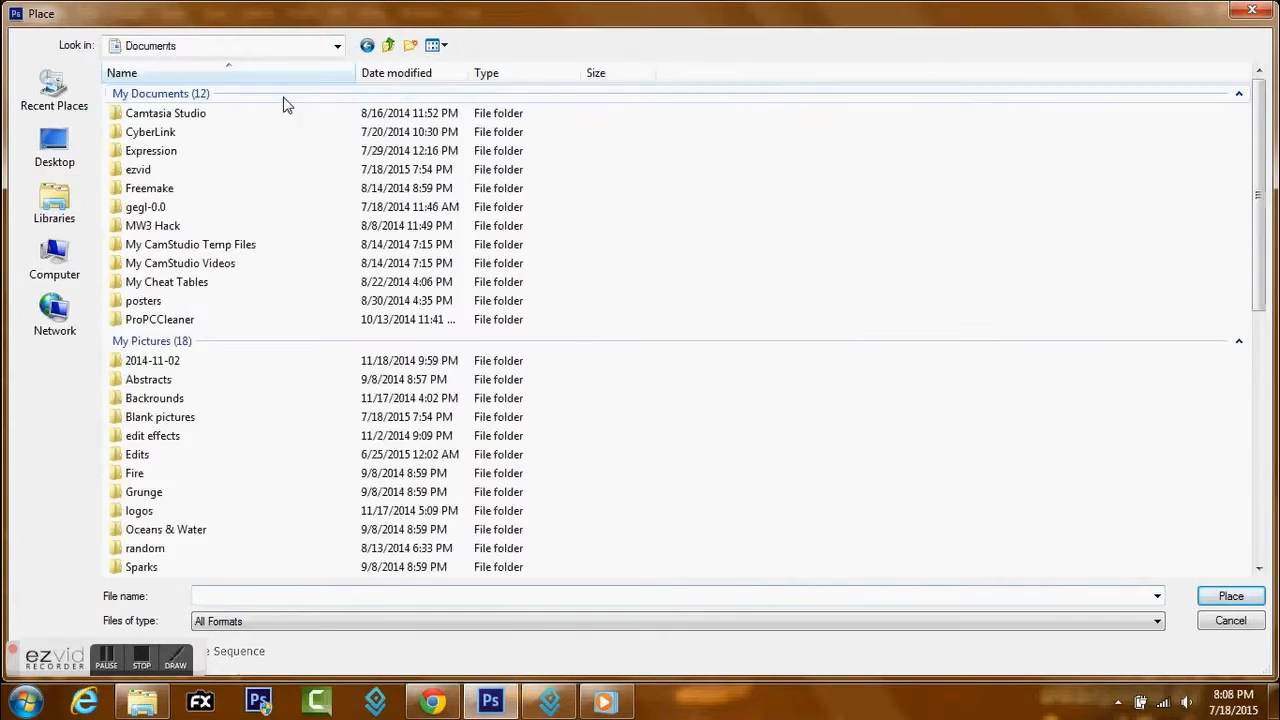 Ps Place
Look in: Documents
Name Date modified Type Size
My Documents (12)
Camtasia Studio 8/16/2014 11:52 PM File folder
CyberLink 7/20/2014 10:30 PM File folder
Expression 7/29/2014 12:16 PM File folder
ezvid 7/18/2015 7:54 PM File folder
Freemake 8/14/2014 8:59 PM File folder
gegl-0.0 7/18/2014 11:46 AM File folder
MW3 Hack 8/8/2014 11:49 PM File folder
My CamStudio Temp Files 8/14/2014 7:15 PM File folder
My CamStudio Videos 8/14/2014 7:15 PM File folder
My Cheat Tables 8/22/2014 4:06 PM File folder
posters 8/30/2014 4:35 PM File folder
ProPCCleaner 10/13/2014 11:41 ... File folder
My Pictures (18)
2014-11-02 11/18/2014 9:59 PM File folder
Abstracts 9/8/2014 8:57 PM File folder
Backrounds 11/17/2014 4:02 PM File folder
Blank pictures 7/18/2015 7:54 PM File folder
edit effects 11/2/2014 9:09 PM File folder
Edits 6/25/2015 12:02 AM File folder
Fire 9/8/2014 8:59 PM File folder
Grunge 9/8/2014 8:59 PM File folder
logos 11/17/2014 5:09 PM File folder
Oceans & Water 9/8/2014 8:59 PM File folder
random 8/13/2014 6:33 PM File folder
Sparks 9/8/2014 8:59 PM File folder
Recent Places
Desktop
Libraries
Computer
Network
File name: Place
Files of type: All Formats Cancel
ezvid RECORDER PAUSE STOP DRAW e Sequence
FX Ps C Ps
8:08 PM
7/18/2015